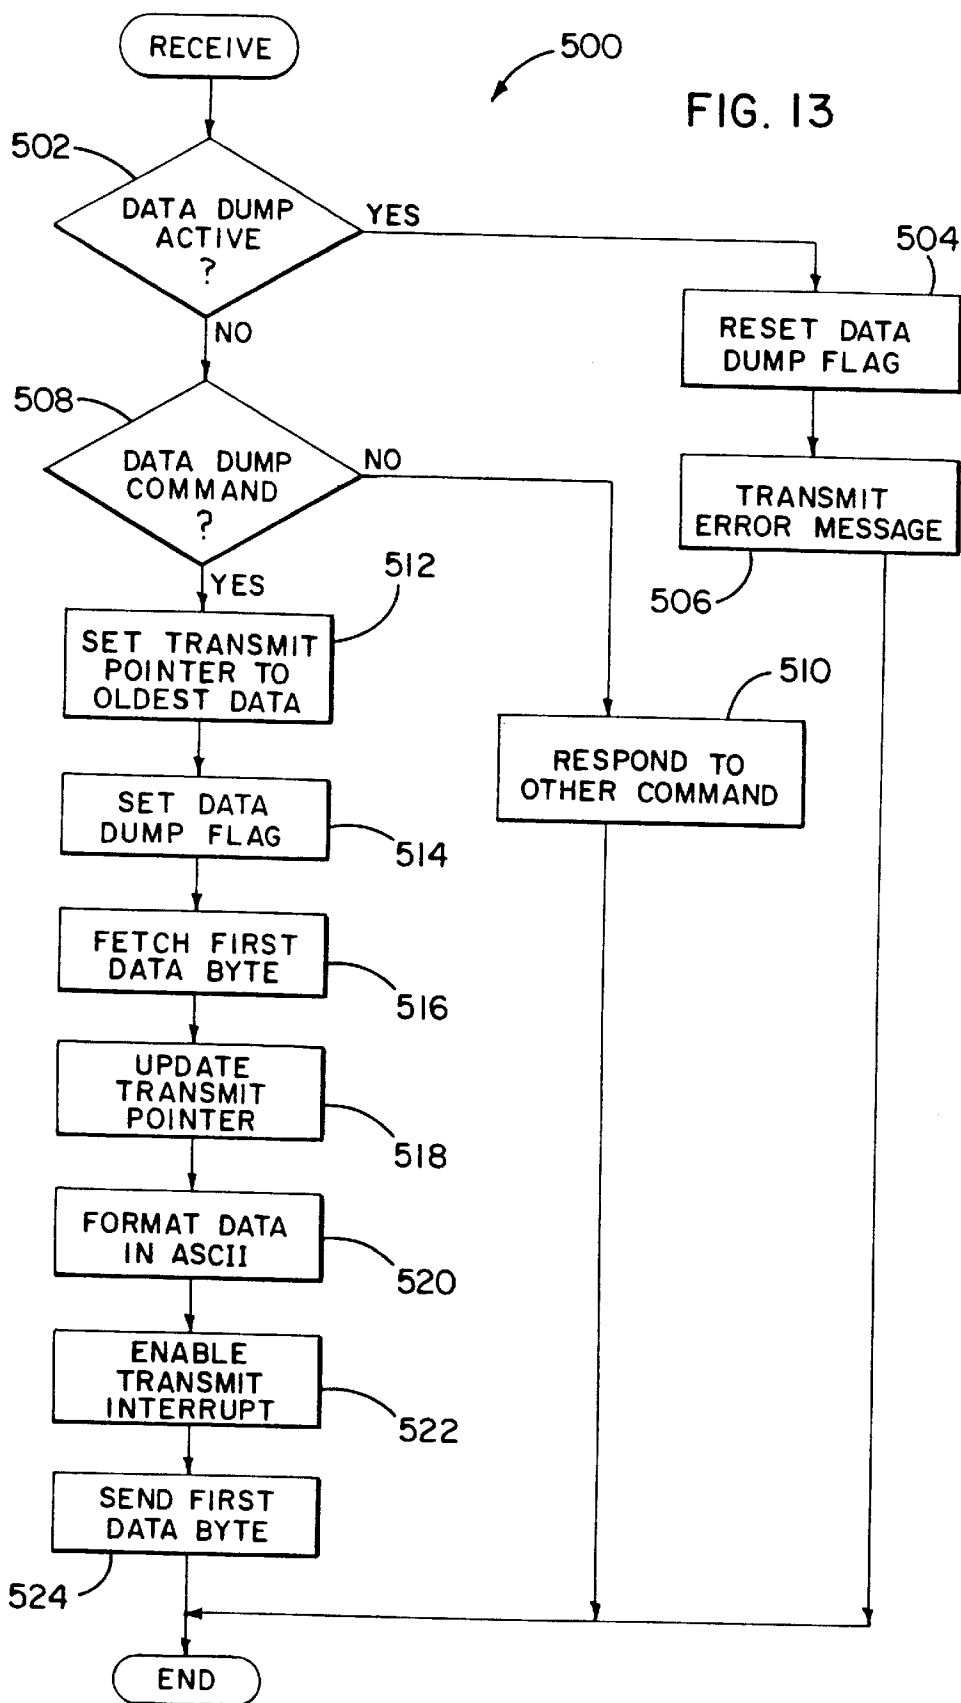 RECEIVE
500
FIG. 13
502
DATA DUMP
ACTIVE
?
YES
504
RESET DATA
DUMP FLAG
NO
508
DATA DUMP
COMMAND
?
NO
TRANSMIT
ERROR MESSAGE
506
YES
512
SET TRANSMIT
POINTER TO
OLDEST DATA
510
RESPOND TO
OTHER COMMAND
SET DATA
DUMP FLAG
514
FETCH FIRST
DATA BYTE
516
UPDATE
TRANSMIT
POINTER
518
FORMAT DATA
IN ASCII
520
ENABLE
TRANSMIT
INTERRUPT
522
SEND FIRST
DATA BYTE
524
END